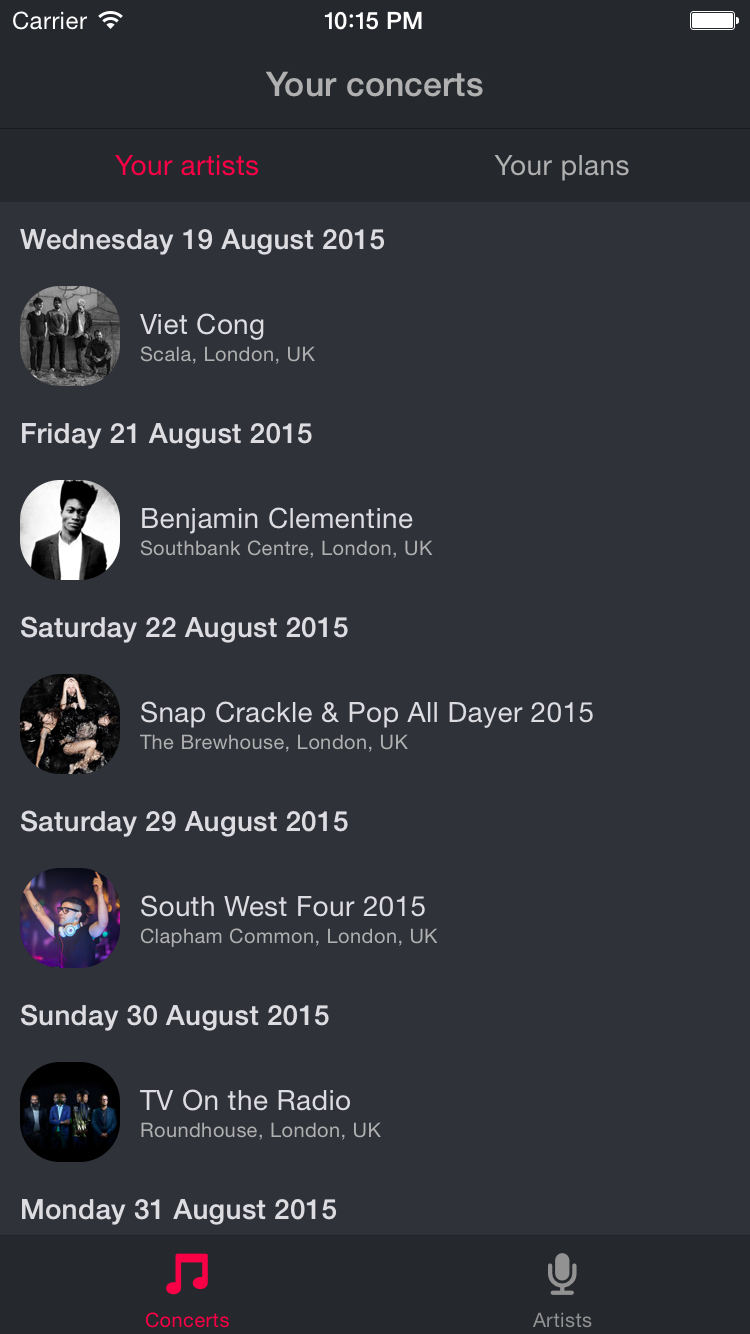 Carrier 10:15 PM
Your concerts
Your artists Your plans
Wednesday 19 August 2015
Viet Cong
Scala, London, UK
Friday 21 August 2015
Benjamin Clementine
Southbank Centre, London, UK
Saturday 22 August 2015
Snap Crackle & Pop All Dayer 2015
The Brewhouse, London, UK
Saturday 29 August 2015
South West Four 2015
Clapham Common, London, UK
Sunday 30 August 2015
TV On the Radio
Roundhouse, London, UK
Monday 31 August 2015
Concerts Artists